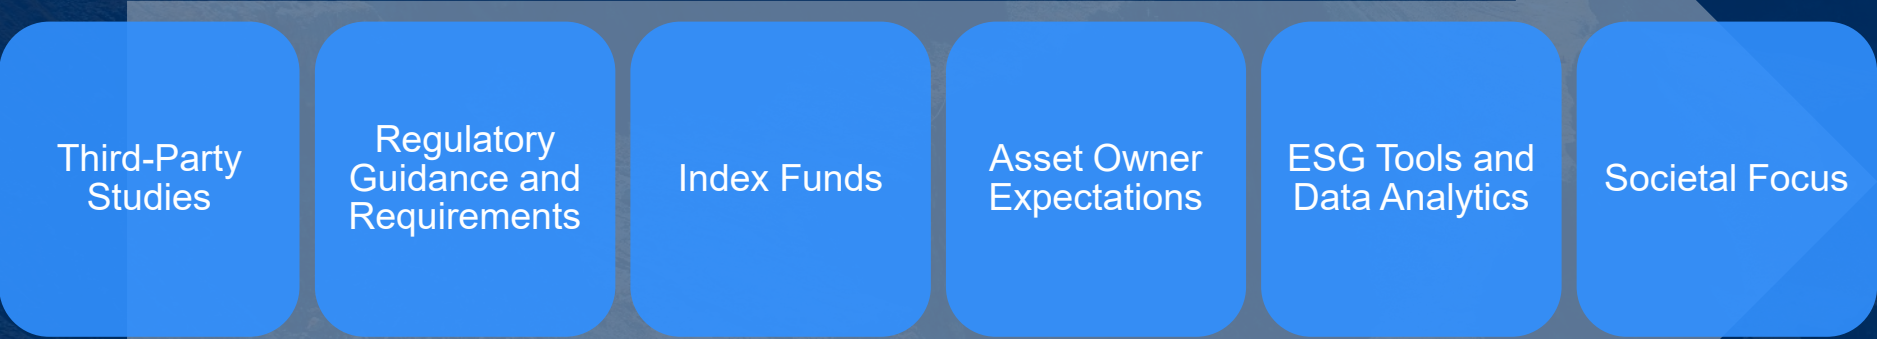 Third-Party
Studies
Regulatory
Guidance and
Requirements
Index Funds
Asset Owner
Expectations
ESG Tools and
Data Analytics
Societal Focus